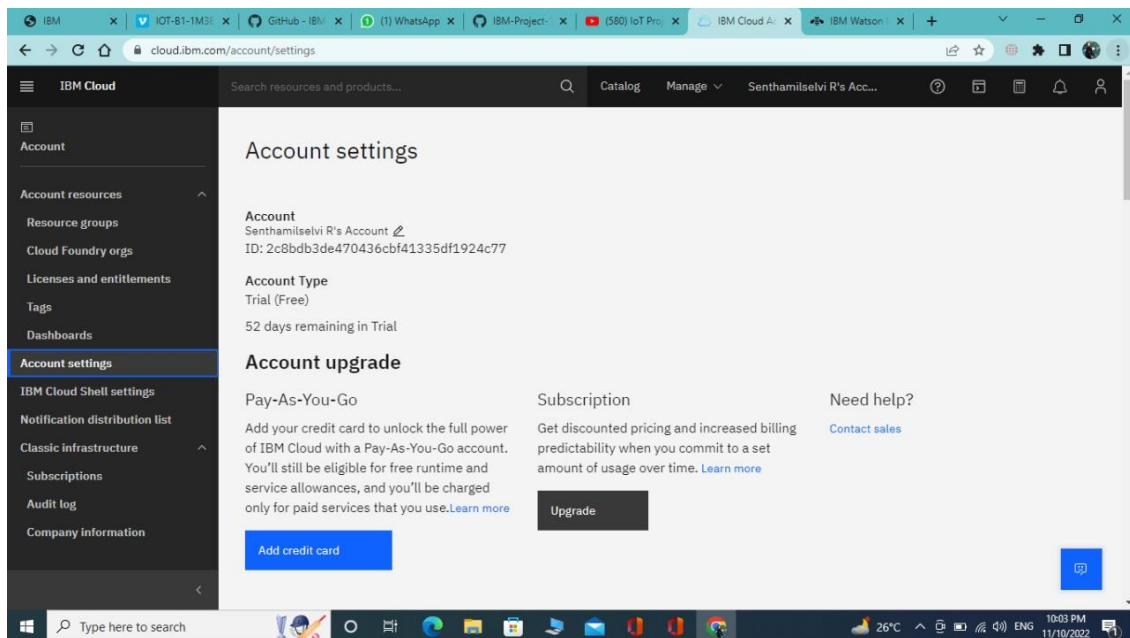 IBM
IOT-B1-1M3E
GitHub - IBM
(1) WhatsApp
IBM-Project-
(580) IoT Proj
IBM Cloud Ac
IBM Watson
cloud.ibm.com/account/settings
IBM Cloud
Search resources and products...
Catalog
Manage
Senthamilselvi R's Acc...
Account
Account resources
Resource groups
Cloud Foundry orgs
Licenses and entitlements
Tags
Dashboards
Account settings
IBM Cloud Shell settings
Notification distribution list
Classic infrastructure
Subscriptions
Audit log
Company information
Account settings
Account
Senthamilselvi R's Account
ID: 2c8bdb3de470436cbf41335df1924c77
Account Type
Trial (Free)
52 days remaining in Trial
Account upgrade
Pay-As-You-Go
Add your credit card to unlock the full power
of IBM Cloud with a Pay-As-You-Go account.
You'll still be eligible for free runtime and
service allowances, and you'll be charged
only for paid services that you use.Learn more
Add credit card
Subscription
Get discounted pricing and increased billing
predictability when you commit to a set
amount of usage over time. Learn more
Upgrade
Need help?
Contact sales
Type here to search
26°C
ENG
10:03 PM
11/10/2022